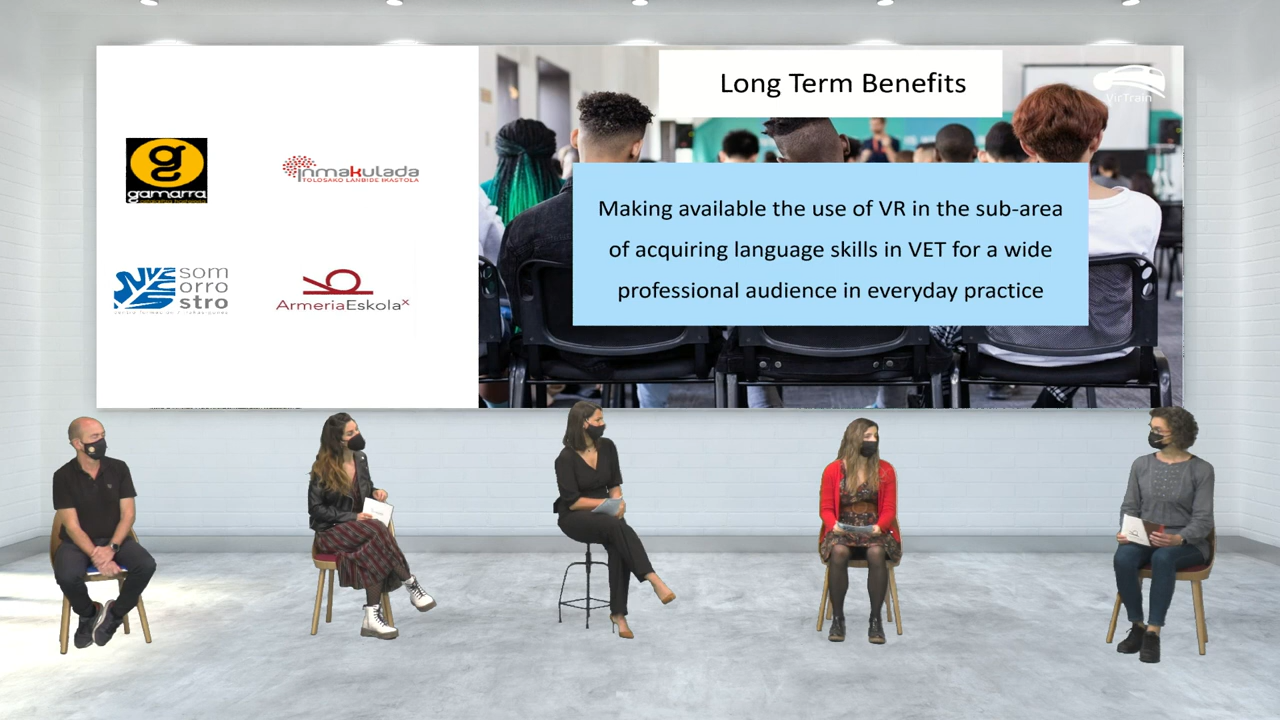 Long Term Benefits
VirTrain
Making available the use of VR in the sub-area
of acquiring language skills in VET for a wide
professional audience in everyday practice
g
gamarra
inmakulada
TOLOSAKO LANBIDE IKASTOLA
som
orro
stro
ArmeriaEskola